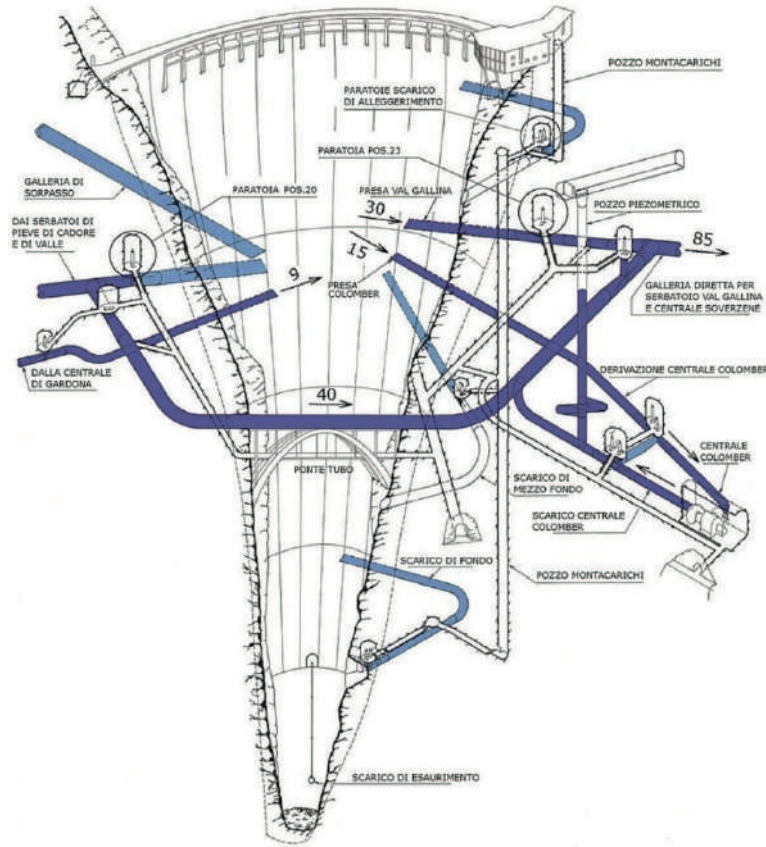 POZZO MONTACARICHI
PARATOIE SCARICO
DI ALLEGGERIMENTO
PARATOIA POS.23
GALLERIA DI
SORPASSO
PARATOIA POS.20
PRESA VAL GALLINA
POZZO PIEZOMETRICO
DAI SERBATOI DI
PIEVE DI CADORE
E DI VALLE
30
15
85
9
PRESA
COLOMBER
GALLERIA DIRETTA PER
SERBATOIO VAL GALLINA
E CENTRALE SOVERZENE
DALLA CENTRALE
DI GARDONA
40
DERIVAZIONE CENTRALE COLOMBER
CENTRALE
COLOMBER
PONTE TUBO
SCARICO DI
MEZZO FONDO
SCARICO CENTRALE
COLOMBER
SCARICO DI FONDO
POZZO MONTACARICHI
SCARICO DI ESAURIMENTO